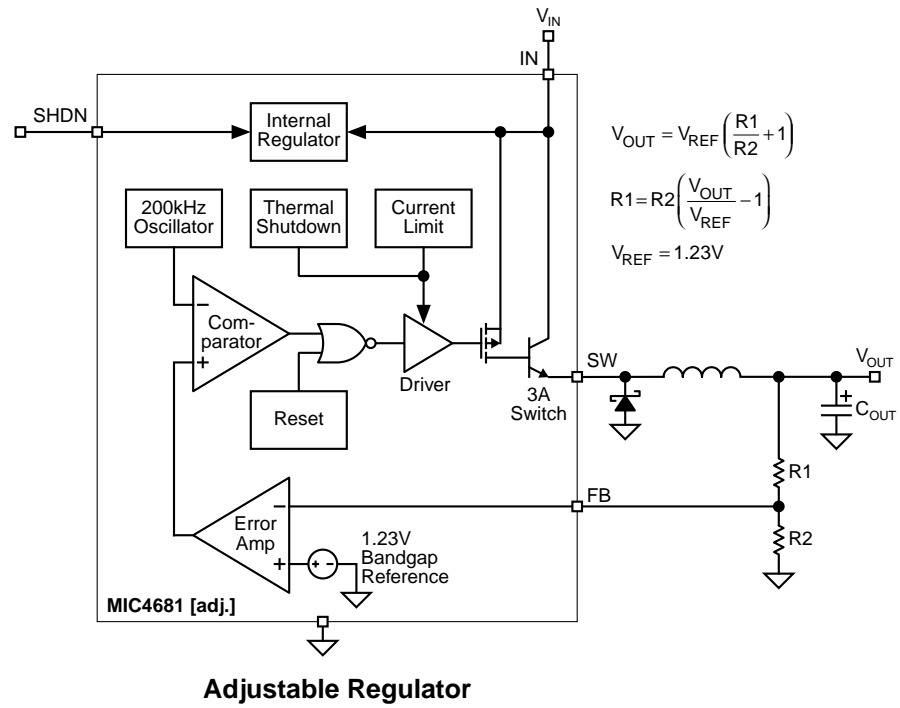 V_IN
IN
SHDN
Internal
Regulator
V_OUT = V_REF (R1/R2 + 1)
R1 = R2 (V_OUT/V_REF − 1)
V_REF = 1.23V
200kHz
Oscillator
Thermal
Shutdown
Current
Limit
−
Com-
parator
+
Driver
Reset
3A
Switch
SW
V_OUT
+
C_OUT
R1
FB
R2
−
Error
Amp
+
+ −
1.23V
Bandgap
Reference
MIC4681 [adj.]
Adjustable Regulator